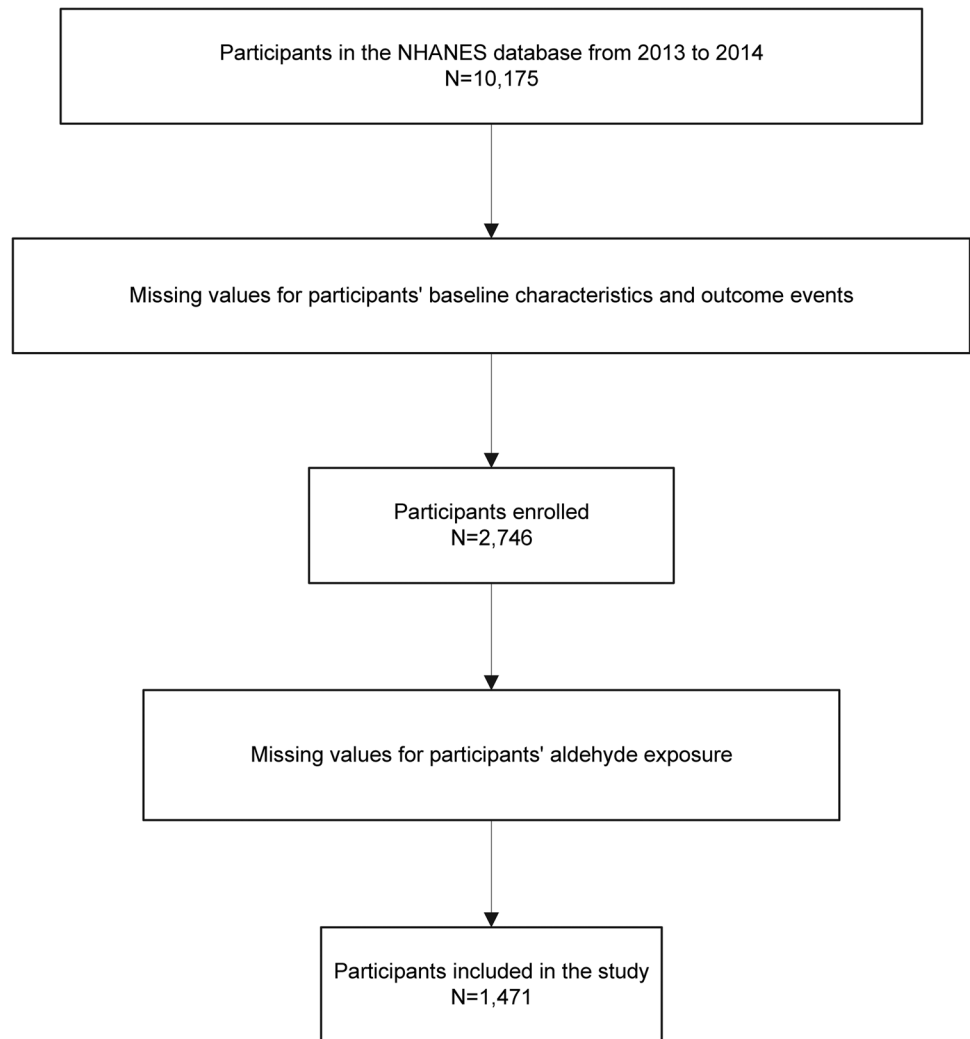 Participants in the NHANES database from 2013 to 2014
N=10,175
Missing values for participants' baseline characteristics and outcome events
Participants enrolled
N=2,746
Missing values for participants' aldehyde exposure
Participants included in the study
N=1,471